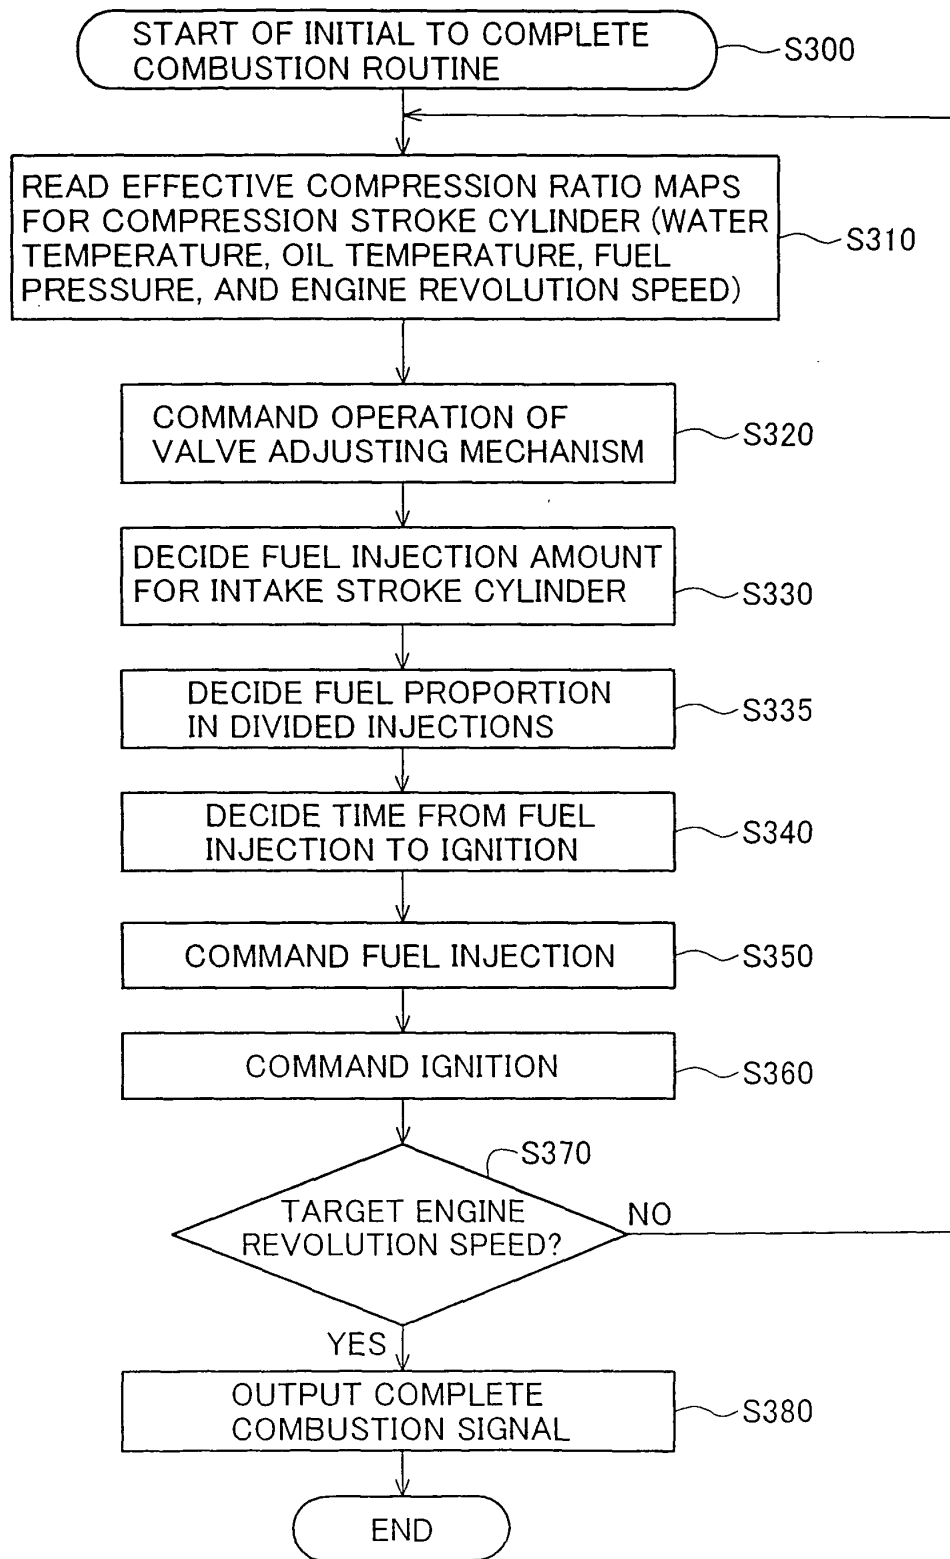 START OF INITIAL TO COMPLETE
COMBUSTION ROUTINE
S300
READ EFFECTIVE COMPRESSION RATIO MAPS
FOR COMPRESSION STROKE CYLINDER (WATER
TEMPERATURE, OIL TEMPERATURE, FUEL
PRESSURE, AND ENGINE REVOLUTION SPEED)
S310
COMMAND OPERATION OF
VALVE ADJUSTING MECHANISM
S320
DECIDE FUEL INJECTION AMOUNT
FOR INTAKE STROKE CYLINDER
S330
DECIDE FUEL PROPORTION
IN DIVIDED INJECTIONS
S335
DECIDE TIME FROM FUEL
INJECTION TO IGNITION
S340
COMMAND FUEL INJECTION
S350
COMMAND IGNITION
S360
S370
TARGET ENGINE
REVOLUTION SPEED?
NO
YES
OUTPUT COMPLETE
COMBUSTION SIGNAL
S380
END